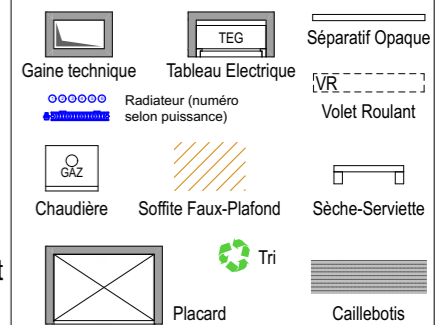 TEG
Séparatif Opaque
Gaine technique
Tableau Electrique
VR
Radiateur (numéro
selon puissance)
Volet Roulant
GAZ
Chaudière
Soffite Faux-Plafond
Sèche-Serviette
t
Tri
Placard
Caillebotis